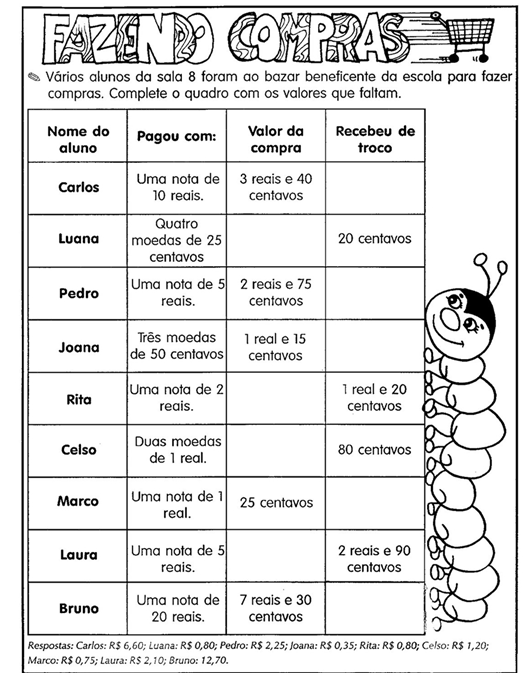 FAZENDO COMPRAS
✎ Vários alunos da sala 8 foram ao bazar beneficente da escola para fazer
compras. Complete o quadro com os valores que faltam.
Nome do aluno | Pagou com: | Valor da compra | Recebeu de troco
Carlos | Uma nota de 10 reais. | 3 reais e 40 centavos |
Luana | Quatro moedas de 25 centavos | | 20 centavos
Pedro | Uma nota de 5 reais. | 2 reais e 75 centavos |
Joana | Três moedas de 50 centavos | 1 real e 15 centavos |
Rita | Uma nota de 2 reais. | | 1 real e 20 centavos
Celso | Duas moedas de 1 real. | | 80 centavos
Marco | Uma nota de 1 real. | 25 centavos |
Laura | Uma nota de 5 reais. | | 2 reais e 90 centavos
Bruno | Uma nota de 20 reais. | 7 reais e 30 centavos |
Respostas: Carlos: R$ 6,60; Luana: R$ 0,80; Pedro: R$ 2,25; Joana: R$ 0,35; Rita: R$ 0,80; Celso: R$ 1,20;
Marco: R$ 0,75; Laura: R$ 2,10; Bruno: 12,70.